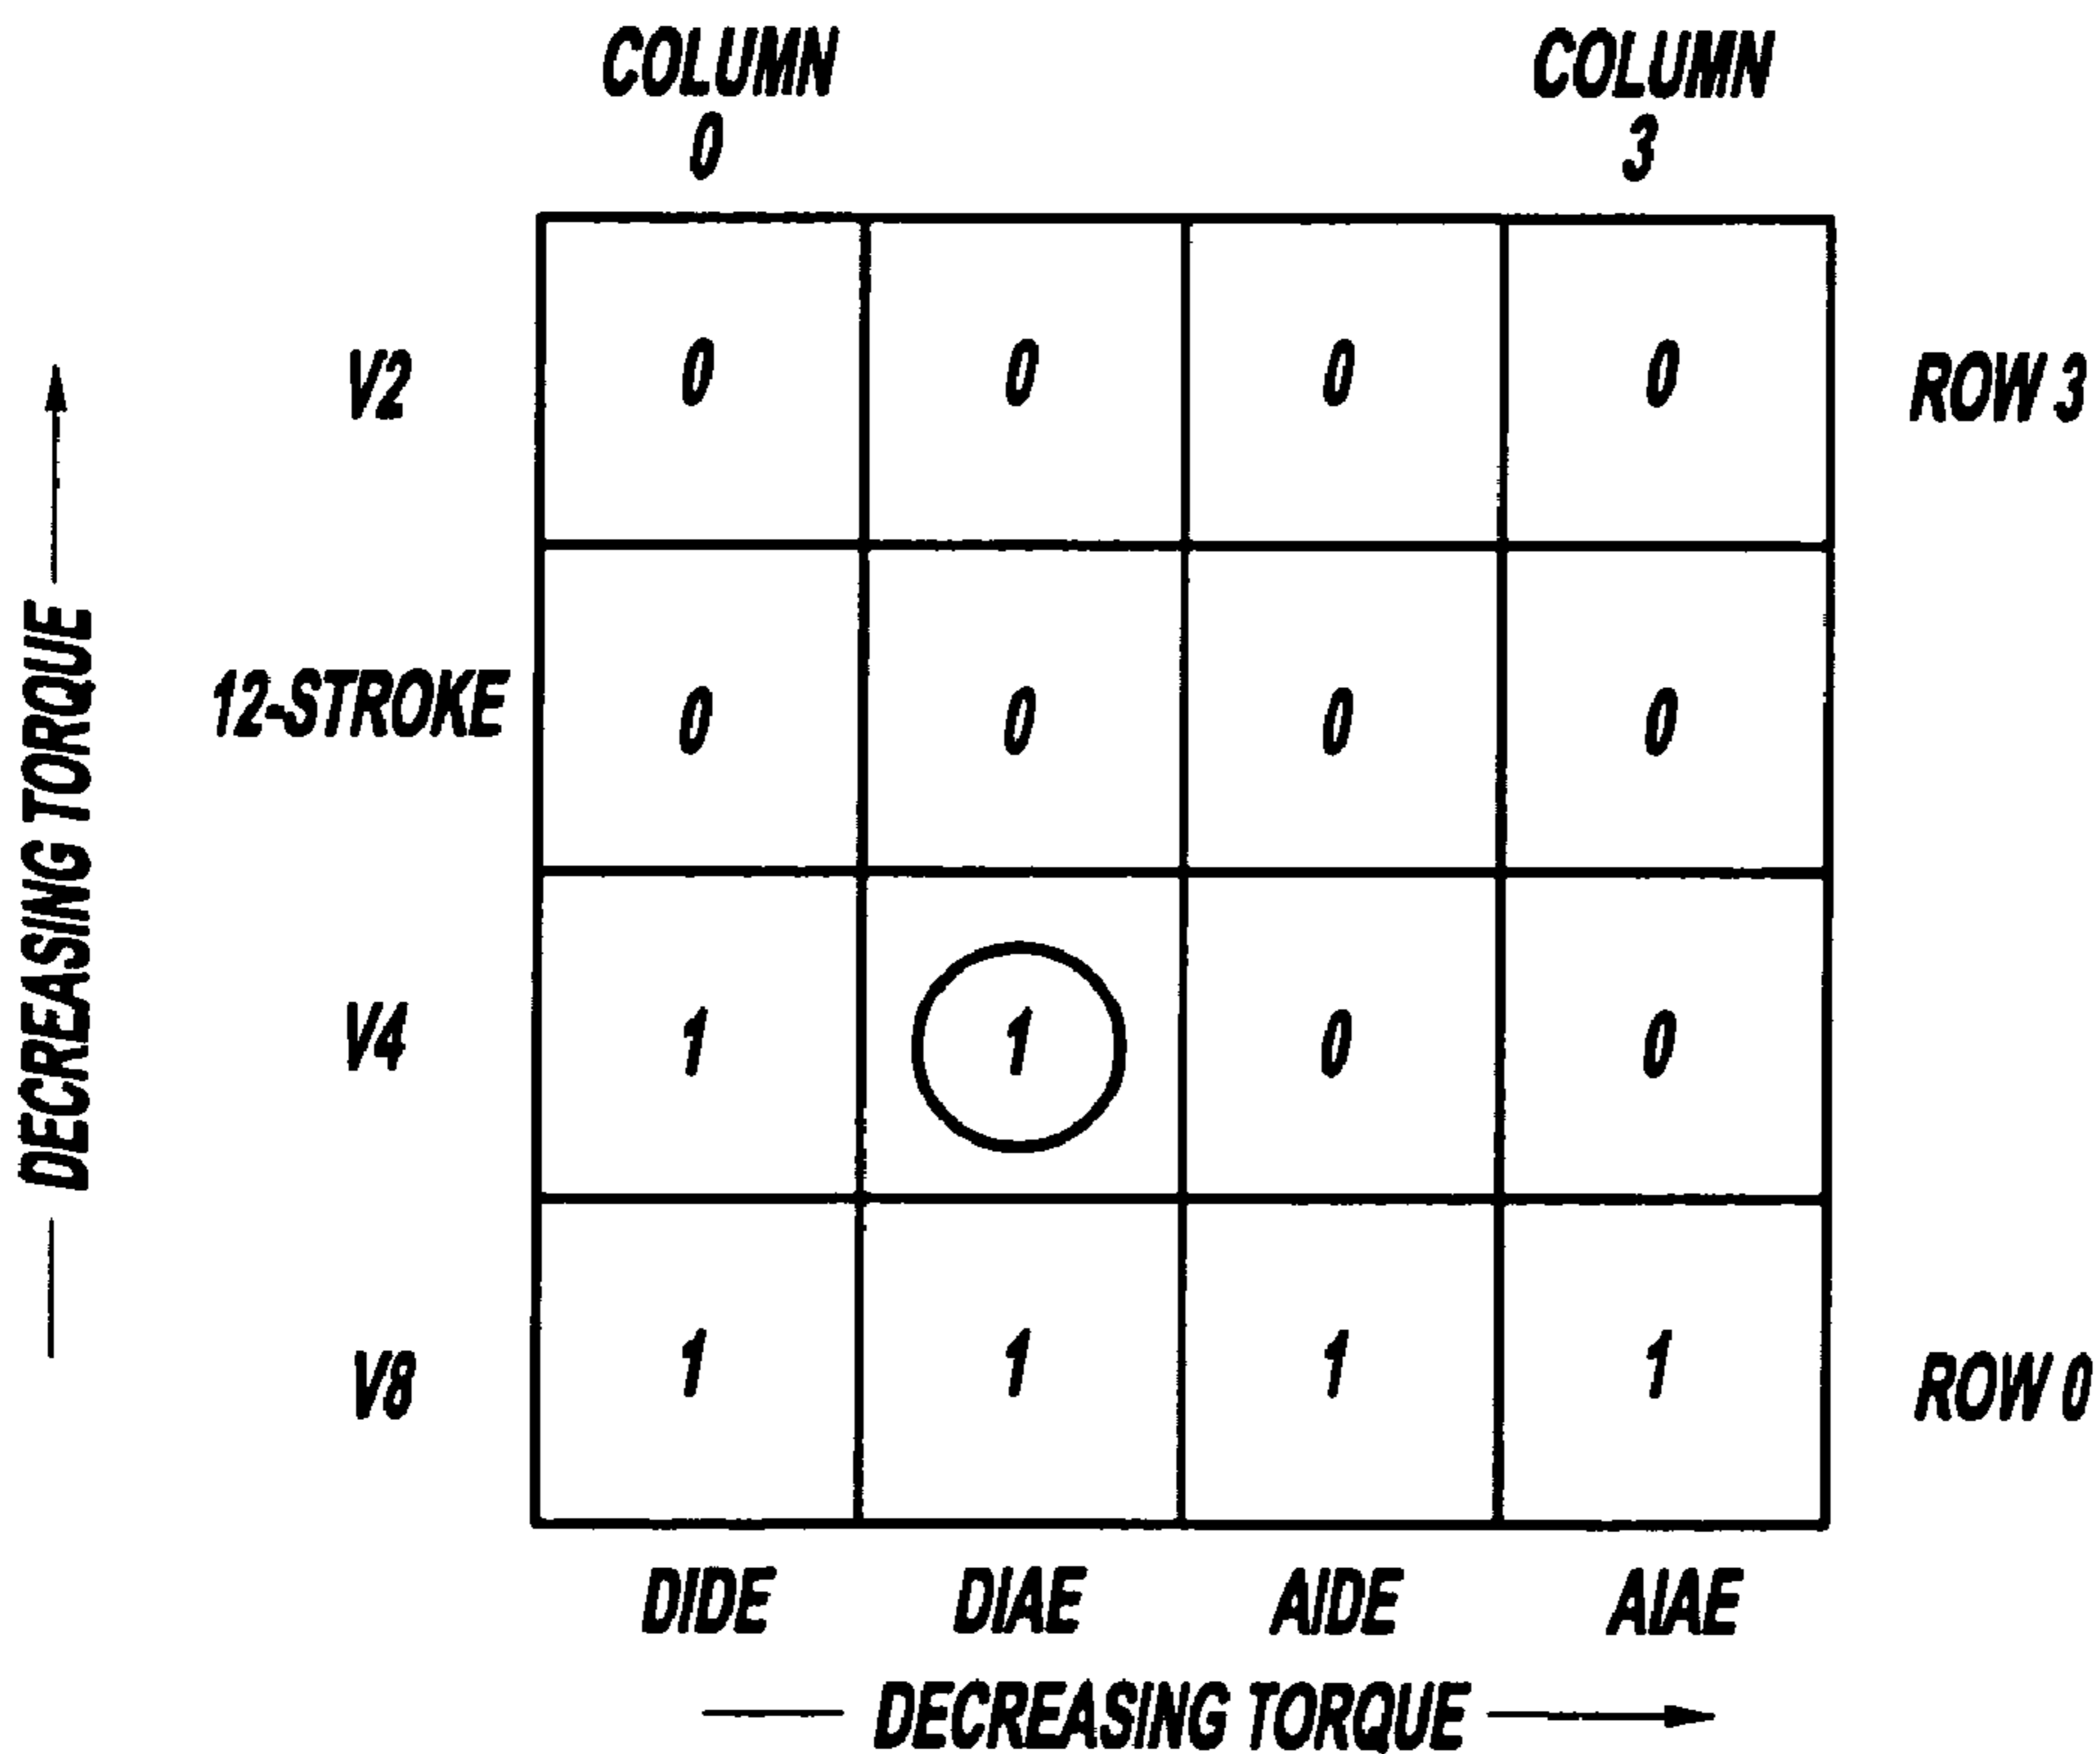 COLUMN COLUMN
0 3
V2 0 0 0 0 ROW 3
12-STROKE 0 0 0 0
V4 1 1 0 0
V8 1 1 1 1 ROW 0
DECREASING TORQUE
DIDE DIAE AIDE AIAE
DECREASING TORQUE